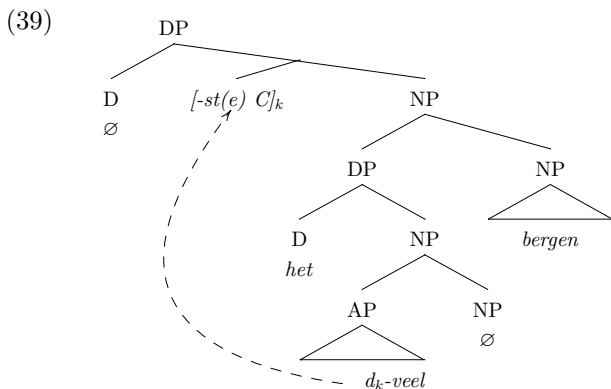 (39)
DP
D [-st(e) C]k NP
∅
DP NP
D NP bergen
het
AP NP
∅
dk-veel